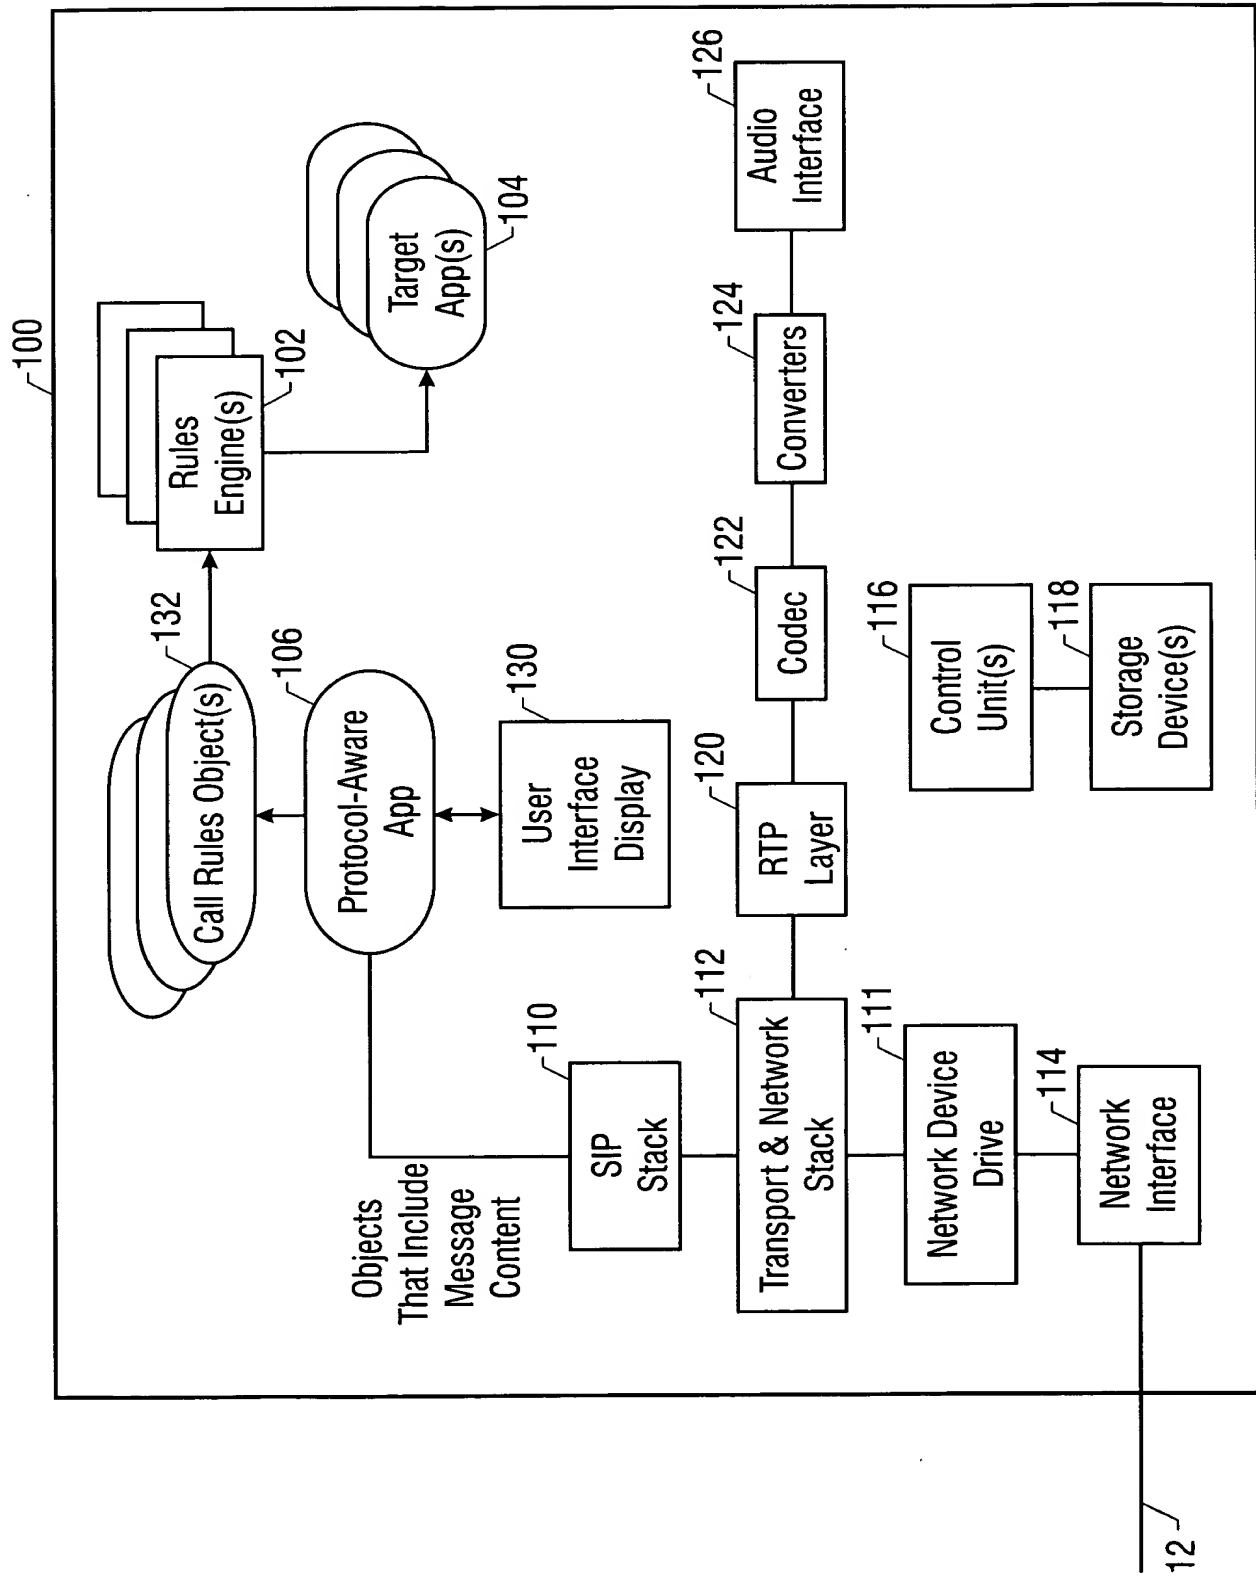 100
132
Call Rules Object(s)
Rules
Engine(s)
102
106
Protocol-Aware
App
Target
App(s)
104
Objects
That Include
Message
Content
130
User
Interface
Display
110
SIP
Stack
112
Transport & Network
Stack
120
RTP
Layer
122
Codec
124
Converters
126
Audio
Interface
111
Network Device
Drive
116
Control
Unit(s)
114
Network
Interface
118
Storage
Device(s)
12